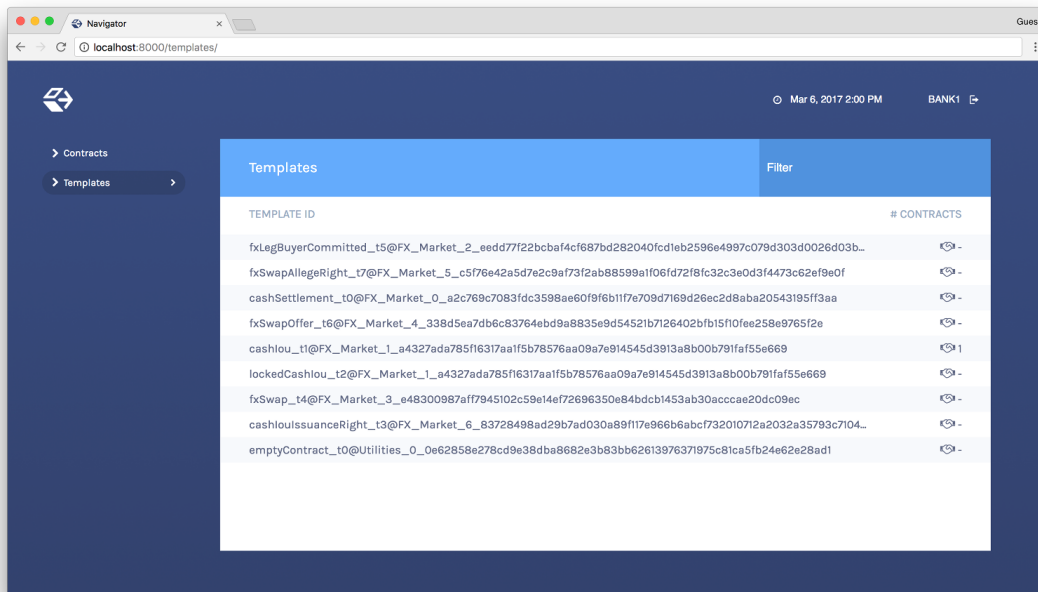 Navigator
Gues
localhost:8000/templates/
Mar 6, 2017 2:00 PM BANK1
Contracts
Templates
Templates Filter
TEMPLATE ID # CONTRACTS
fxLegBuyerCommitted_t5@FX_Market_2_eedd77f22bcbaf4cf687bd282040fcd1eb2596e4997c079d303d0026d03b... -
fxSwapAllegeRight_t7@FX_Market_5_c5f76e42a5d7e2c9af73f2ab88599a1f06fd72f8fc32c3e0d3f4473c62ef9e0f -
cashSettlement_t0@FX_Market_0_a2c769c7083fdc3598ae60f9f6b11f7e709d7169d26ec2d8aba20543195ff3aa -
fxSwapOffer_t6@FX_Market_4_338d5ea7db6c83764ebd9a8835e9d54521b7126402bfb15f10fee258e9765f2e -
cashIou_t1@FX_Market_1_a4327ada785f16317aa1f5b78576aa09a7e914545d3913a8b00b791faf55e669 1
lockedCashIou_t2@FX_Market_1_a4327ada785f16317aa1f5b78576aa09a7e914545d3913a8b00b791faf55e669 -
fxSwap_t4@FX_Market_3_e48300987aff7945102c59e14ef72696350e84bdcb1453ab30acccae20dc09ec -
cashIouIssuanceRight_t3@FX_Market_6_83728498ad29b7ad030a89f117e966b6abcf732010712a2032a35793c7104... -
emptyContract_t0@Utilities_0_0e62858e278cd9e38dba8682e3b83bb62613976371975c81ca5fb24e62e28ad1 -